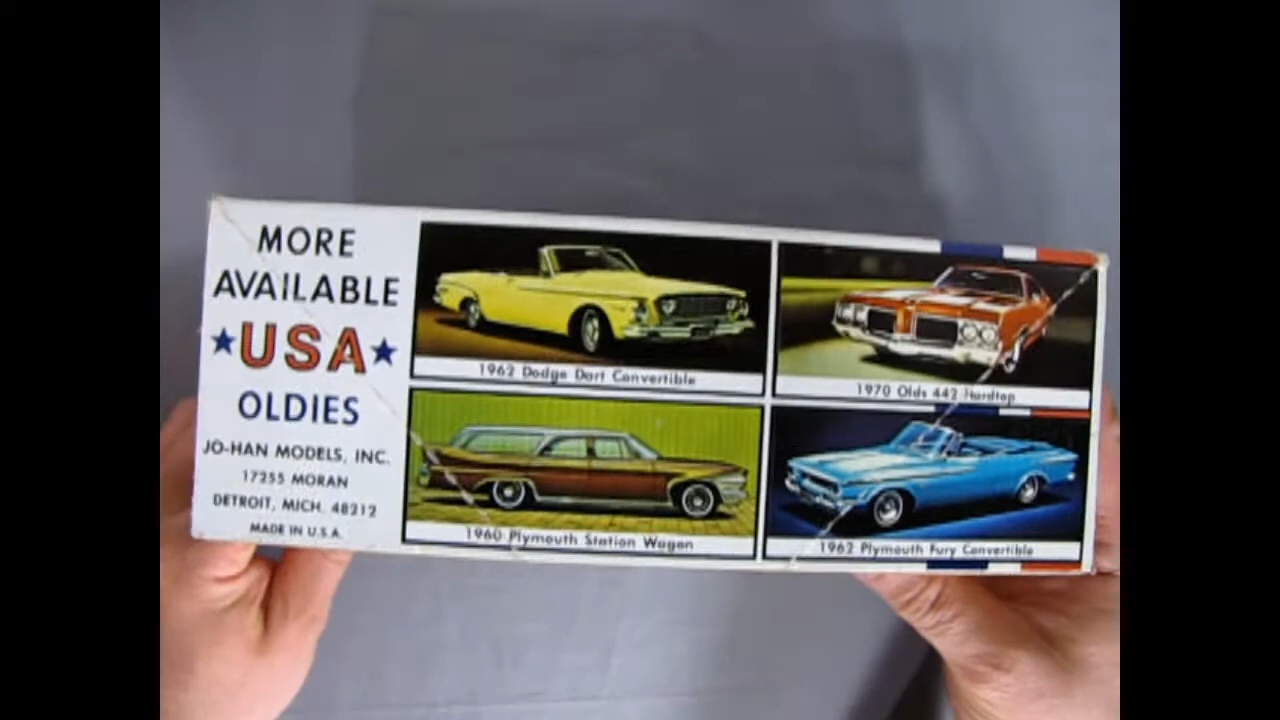 MORE
AVAILABLE
USA
OLDIES
JO-HAN MODELS, INC.
17255 MORAN
DETROIT, MICH. 48212
MADE IN U.S.A.
1962 Dodge Dart Convertible
1970 Olds 442 Hardtop
1960 Plymouth Station Wagon
1962 Plymouth Fury Convertible